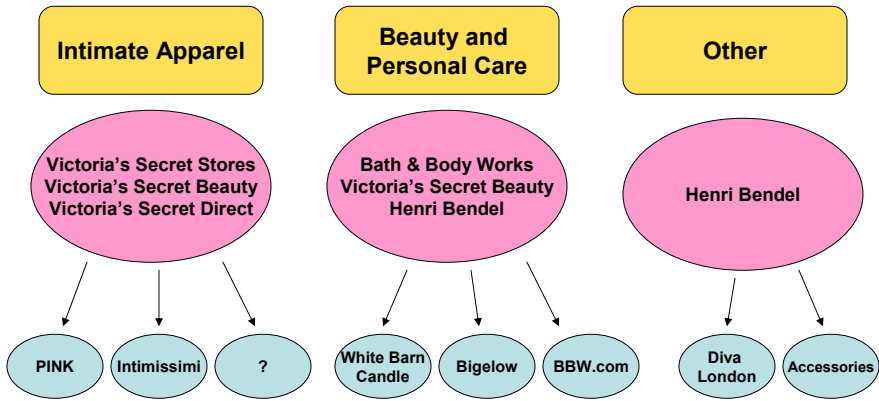 Intimate Apparel
Beauty and
Personal Care
Other
Victoria's Secret Stores
Victoria's Secret Beauty
Victoria's Secret Direct
Bath & Body Works
Victoria's Secret Beauty
Henri Bendel
Henri Bendel
PINK
Intimissimi
?
White Barn
Candle
Bigelow
BBW.com
Diva
London
Accessories